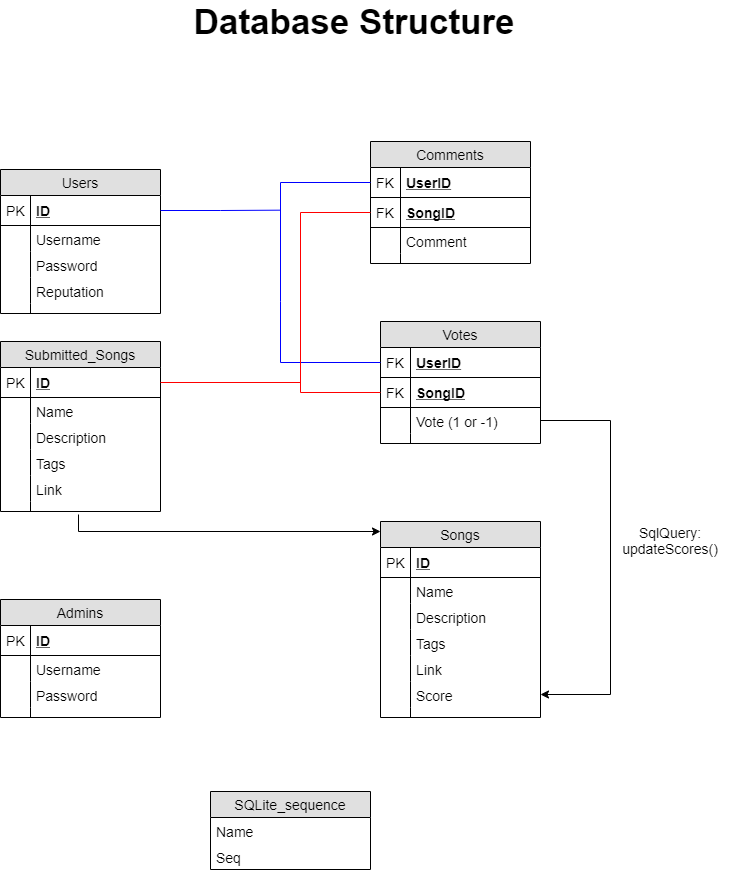 Database Structure
Users
PK ID
Username
Password
Reputation
Comments
FK UserID
FK SongID
Comment
Submitted_Songs
PK ID
Name
Description
Tags
Link
Votes
FK UserID
FK SongID
Vote (1 or -1)
SqlQuery:
updateScores()
Songs
PK ID
Name
Description
Tags
Link
Score
Admins
PK ID
Username
Password
SQLite_sequence
Name
Seq